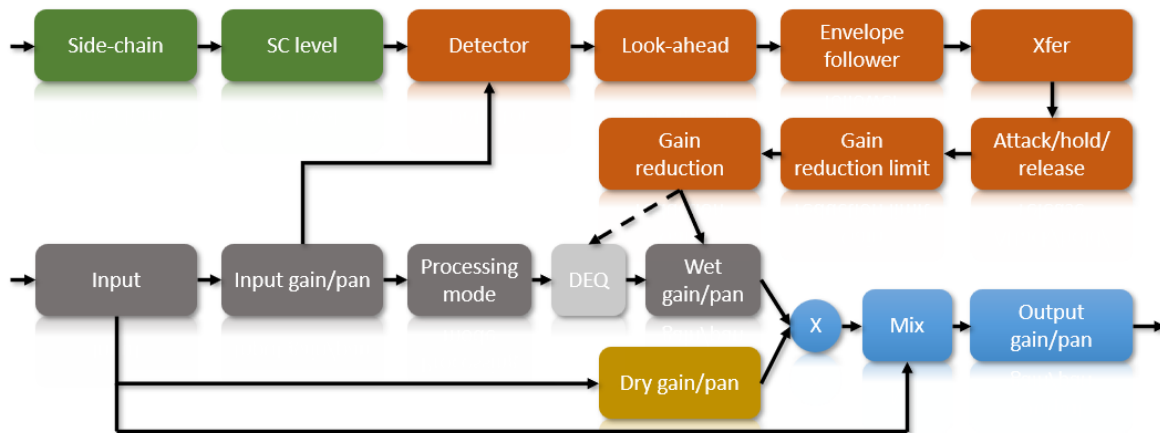 Side-chain
SC level
Detector
Look-ahead
Envelope
follower
Xfer
Gain
reduction
Gain
reduction limit
Attack/hold/
release
Input
Input gain/pan
Processing
mode
DEQ
Wet
gain/pan
X
Mix
Output
gain/pan
Dry gain/pan